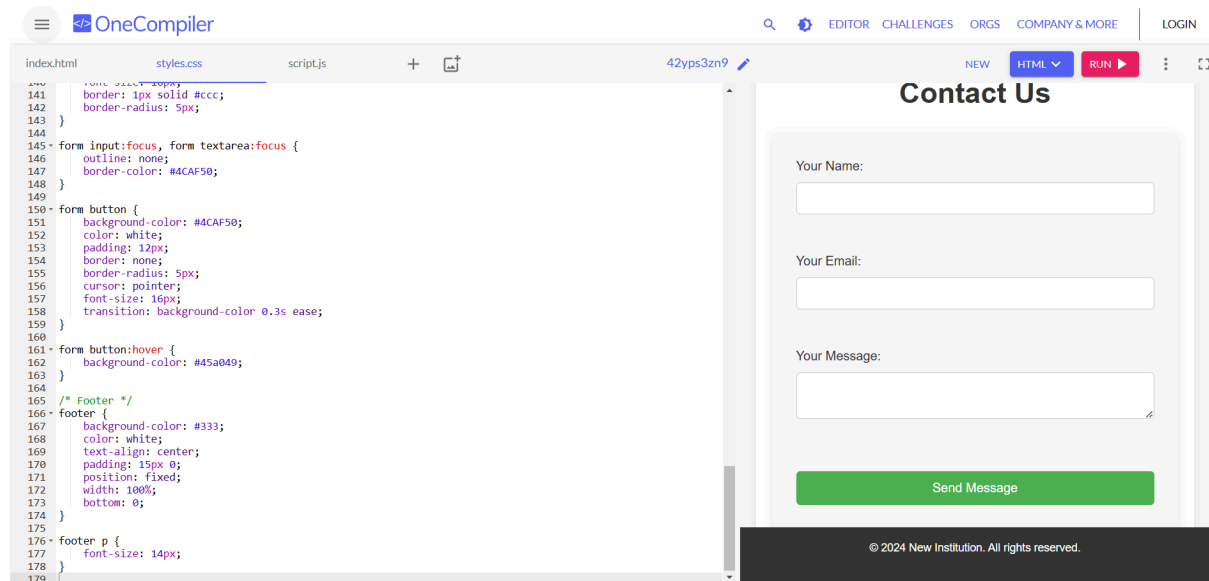 </> OneCompiler
EDITOR CHALLENGES ORGS COMPANY & MORE LOGIN
index.html styles.css script.js + 42yps3zn9 NEW HTML RUN
140 font-size: 16px;
141 border: 1px solid #ccc;
142 border-radius: 5px;
143 }
144
145 form input:focus, form textarea:focus {
146 outline: none;
147 border-color: #4CAF50;
148 }
149
150 form button {
151 background-color: #4CAF50;
152 color: white;
153 padding: 12px;
154 border: none;
155 border-radius: 5px;
156 cursor: pointer;
157 font-size: 16px;
158 transition: background-color 0.3s ease;
159 }
160
161 form button:hover {
162 background-color: #45a049;
163 }
164
165 /* Footer */
166 footer {
167 background-color: #333;
168 color: white;
169 text-align: center;
170 padding: 15px 0;
171 position: fixed;
172 width: 100%;
173 bottom: 0;
174 }
175
176 footer p {
177 font-size: 14px;
178 }
179
Contact Us
Your Name:
Your Email:
Your Message:
Send Message
© 2024 New Institution. All rights reserved.